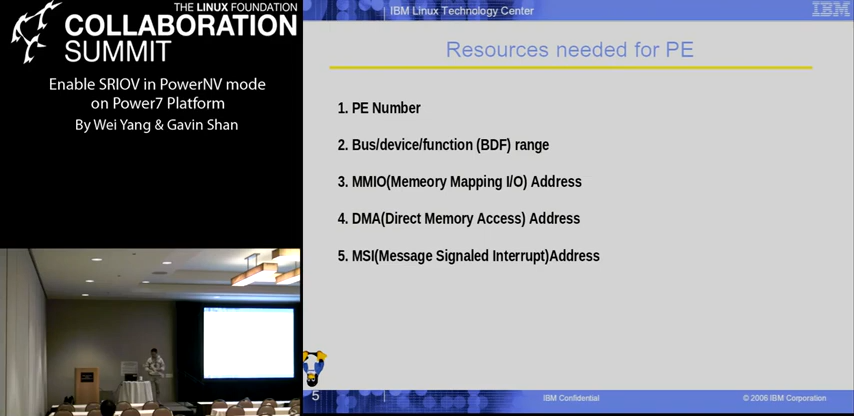 THE LINUX FOUNDATION
COLLABORATION
SUMMIT
Enable SRIOV in PowerNV mode
on Power7 Platform
By Wei Yang & Gavin Shan
IBM Linux Technology Center
IBM
Resources needed for PE
1. PE Number
2. Bus/device/function (BDF) range
3. MMIO(Memeory Mapping I/O) Address
4. DMA(Direct Memory Access) Address
5. MSI(Message Signaled Interrupt)Address
5
IBM Confidential
© 2006 IBM Corporation